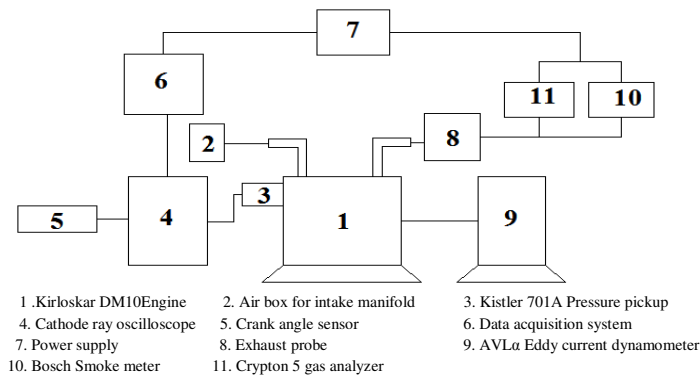 7
6
11
10
2
8
3
5
4
1
9
1 .Kirloskar DM10Engine 2. Air box for intake manifold 3. Kistler 701A Pressure pickup
4. Cathode ray oscilloscope 5. Crank angle sensor 6. Data acquisition system
7. Power supply 8. Exhaust probe 9. AVLα Eddy current dynamometer
10. Bosch Smoke meter 11. Crypton 5 gas analyzer